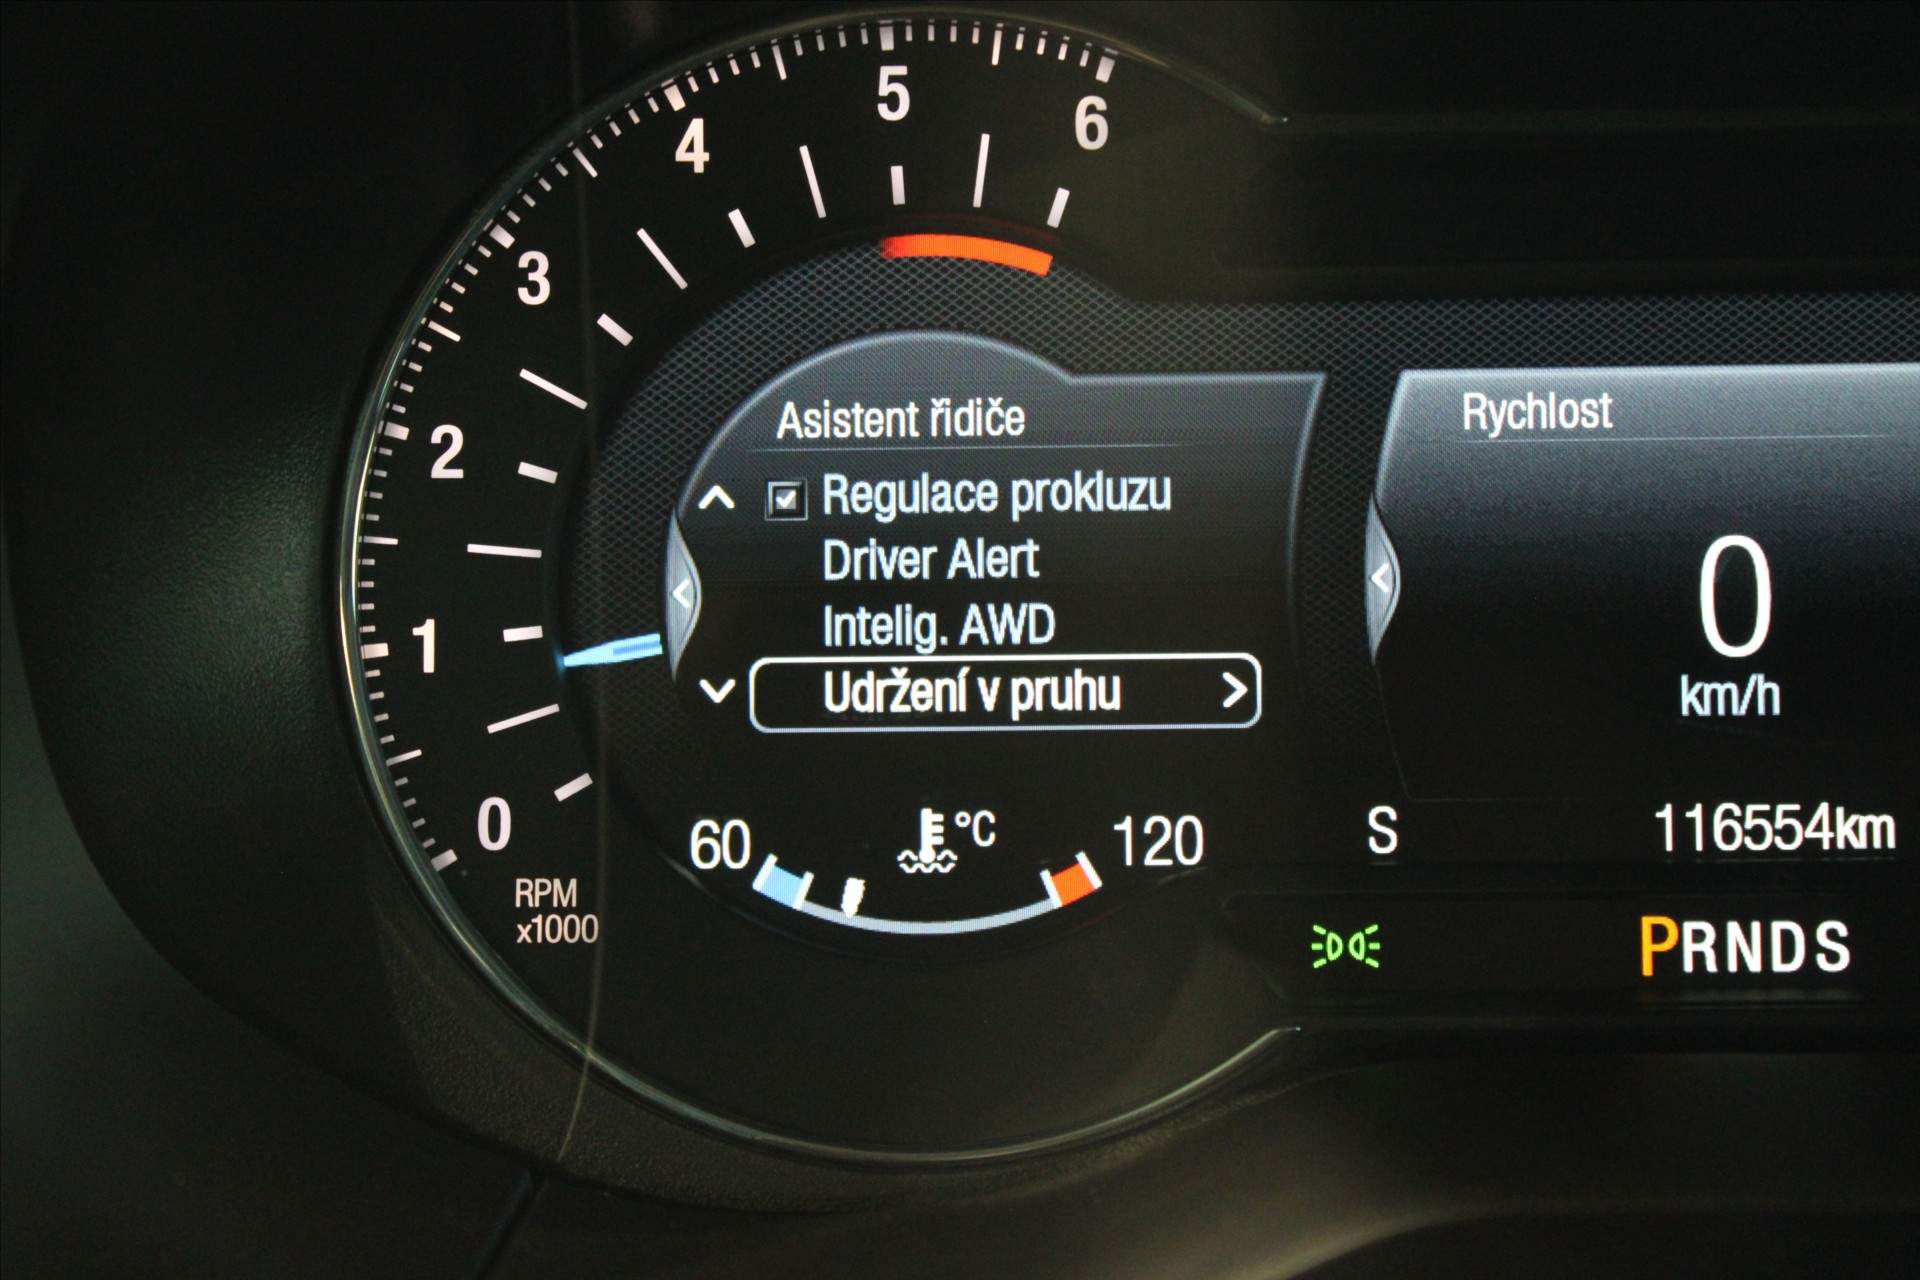 6
5
4
3
2
1
0
RPM
x1000
Asistent řidiče
Regulace prokluzu
Driver Alert
Intelig. AWD
Udržení v pruhu
60
°C
120
Rychlost
0
km/h
S
116554km
PRNDS